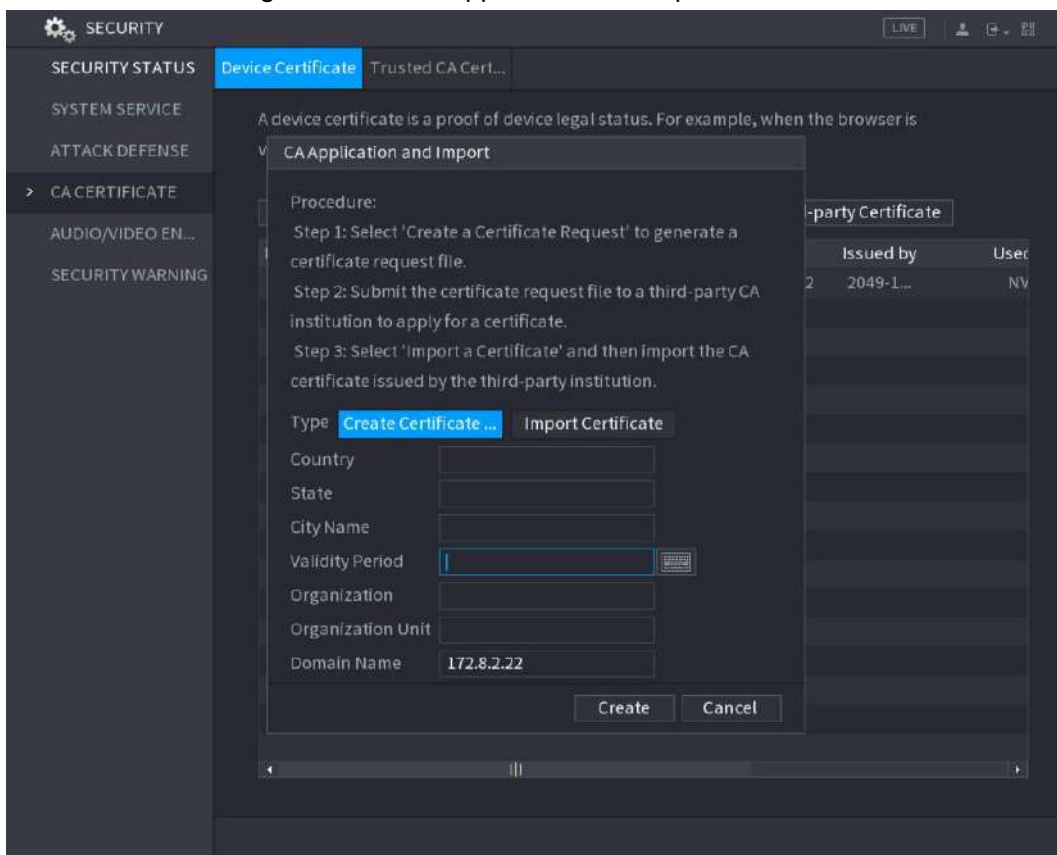 SECURITY
LIVE
SECURITY STATUS
SYSTEM SERVICE
ATTACK DEFENSE
> CA CERTIFICATE
AUDIO/VIDEO EN...
SECURITY WARNING
Device Certificate Trusted CA Cert...
A device certificate is a proof of device legal status. For example, when the browser is
CA Application and Import
Procedure:
Step 1: Select 'Create a Certificate Request' to generate a
certificate request file.
Step 2: Submit the certificate request file to a third-party CA
institution to apply for a certificate.
Step 3: Select 'Import a Certificate' and then import the CA
certificate issued by the third-party institution.
Type Create Certificate ... Import Certificate
Country
State
City Name
Validity Period
Organization
Organization Unit
Domain Name 172.8.2.22
Create Cancel
-party Certificate
Issued by Used
2 2049-1... NV